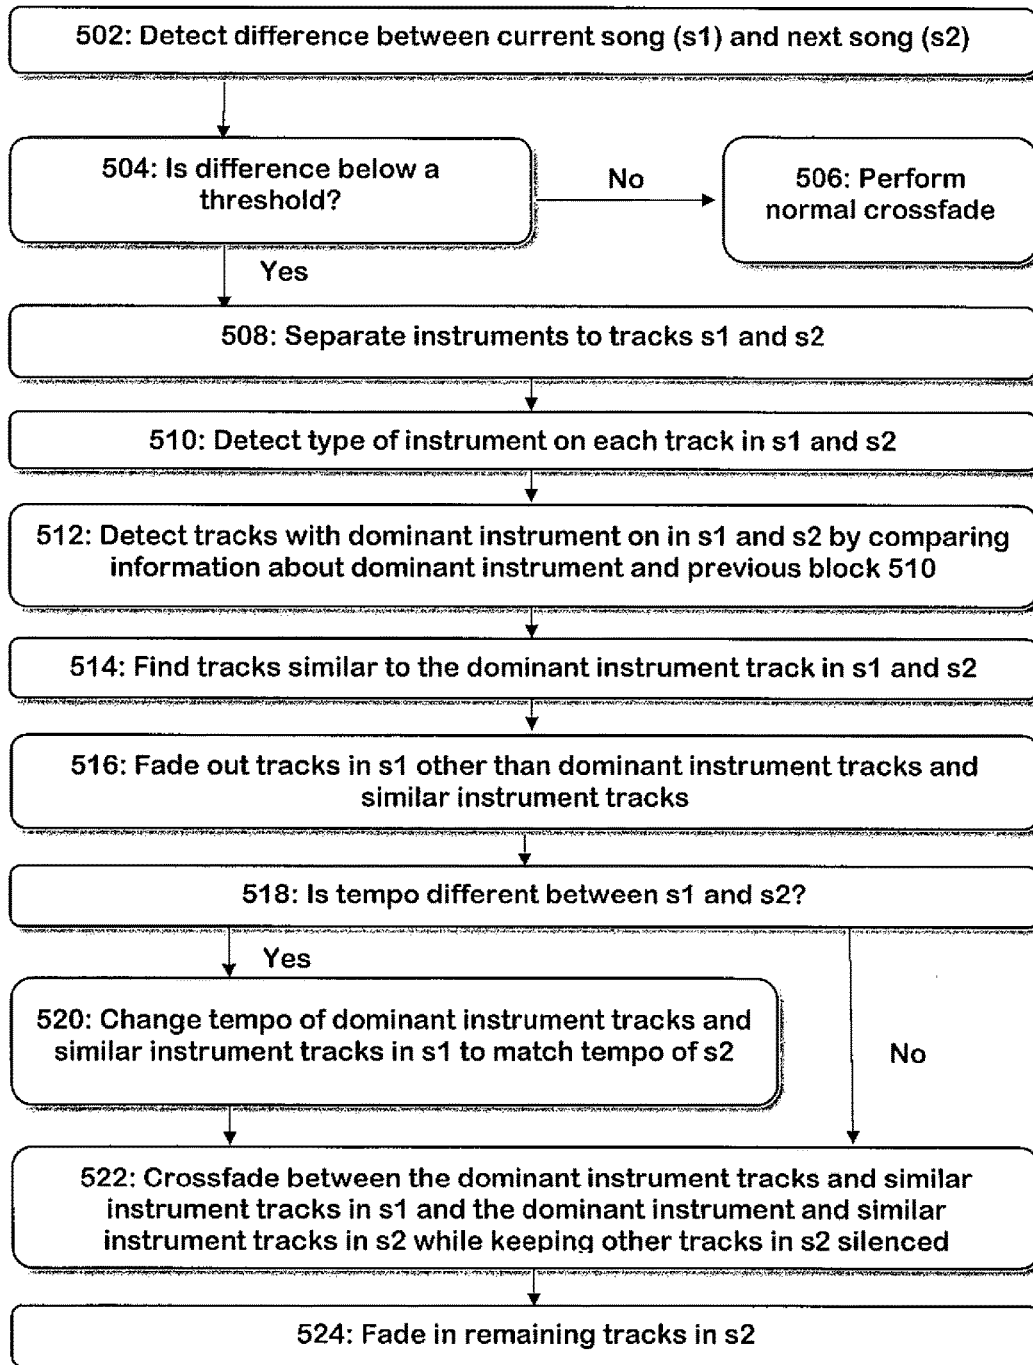 502: Detect difference between current song (s1) and next song (s2)
504: Is difference below a
threshold?
No
506: Perform
normal crossfade
Yes
508: Separate instruments to tracks s1 and s2
510: Detect type of instrument on each track in s1 and s2
512: Detect tracks with dominant instrument on in s1 and s2 by comparing
information about dominant instrument and previous block 510
514: Find tracks similar to the dominant instrument track in s1 and s2
516: Fade out tracks in s1 other than dominant instrument tracks and
similar instrument tracks
518: Is tempo different between s1 and s2?
Yes
520: Change tempo of dominant instrument tracks and
similar instrument tracks in s1 to match tempo of s2
No
522: Crossfade between the dominant instrument tracks and similar
instrument tracks in s1 and the dominant instrument and similar
instrument tracks in s2 while keeping other tracks in s2 silenced
524: Fade in remaining tracks in s2